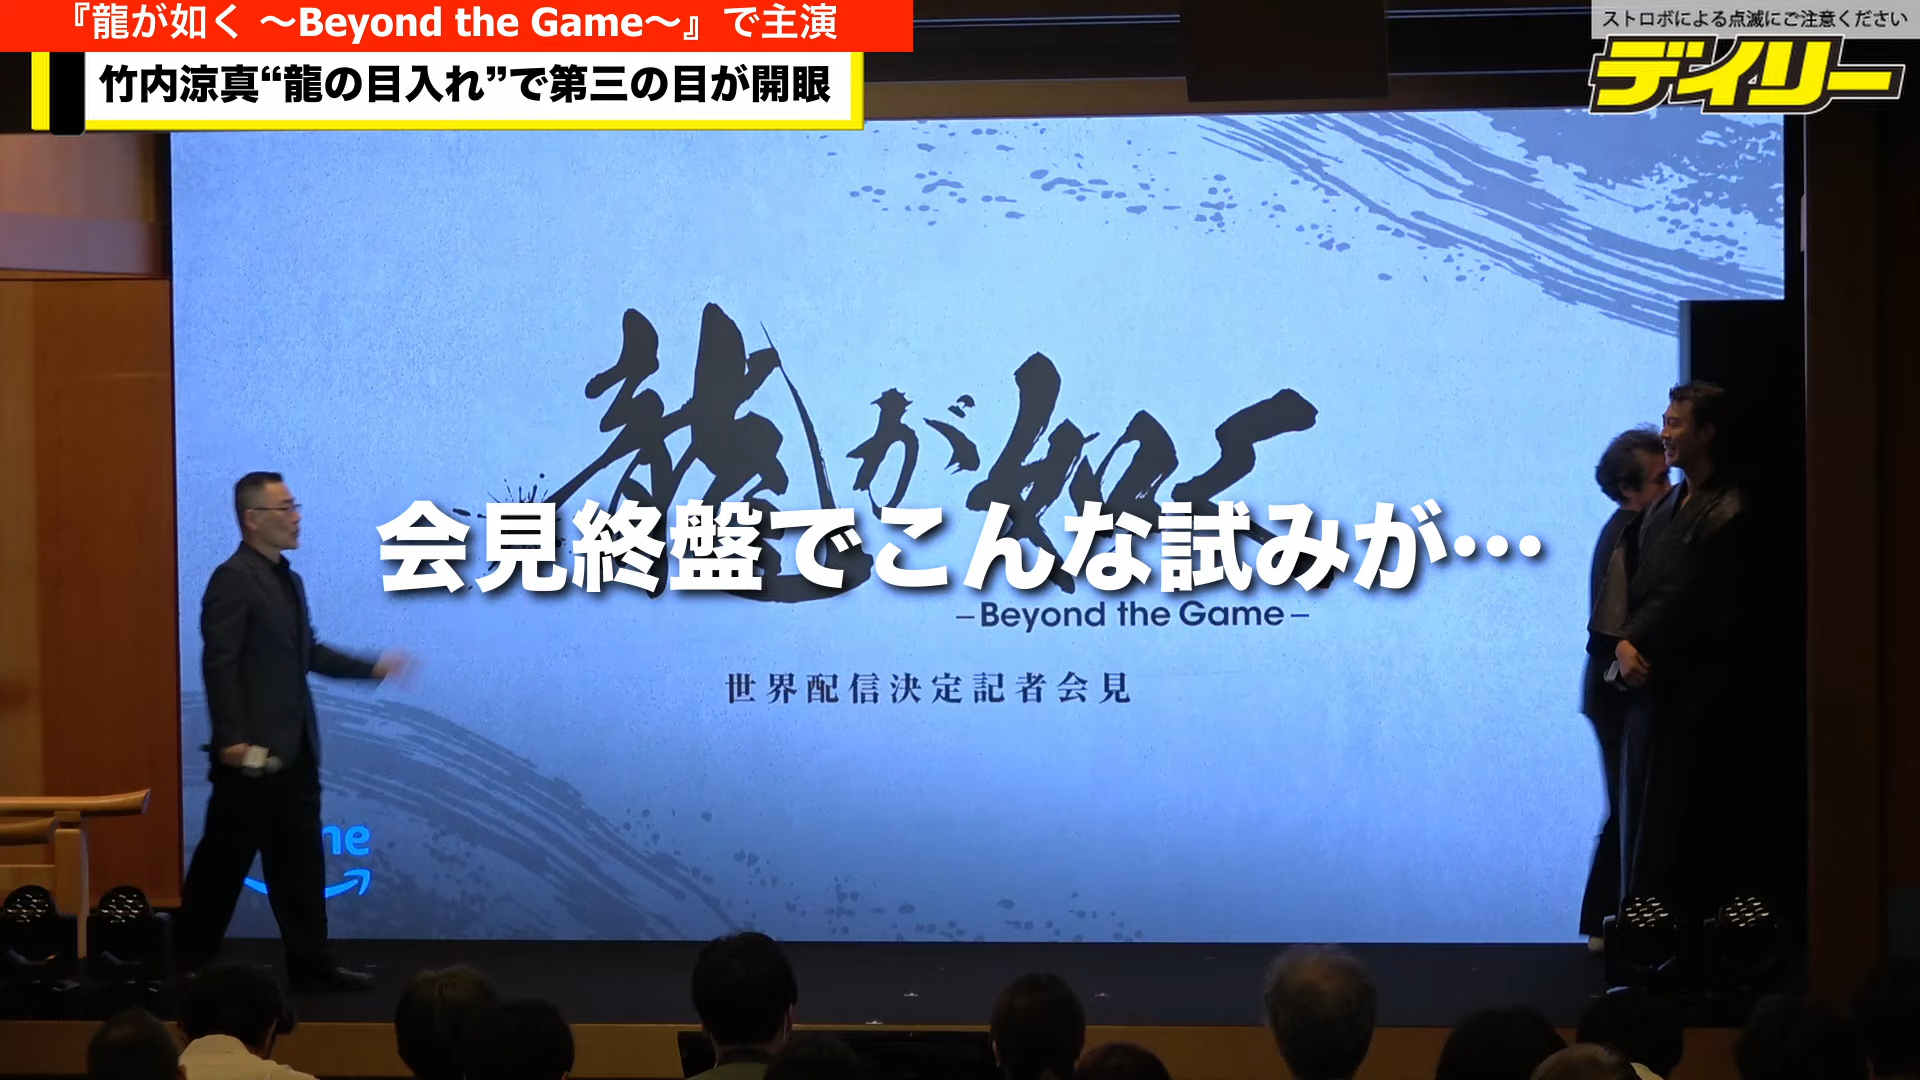 『龍が如く ～Beyond the Game～』で主演
竹内涼真“龍の目入れ”で第三の目が開眼
ストロボによる点滅にご注意ください
デイリー
龍が如く
会見終盤でこんな試みが…
–Beyond the Game–
世界配信決定記者会見
me